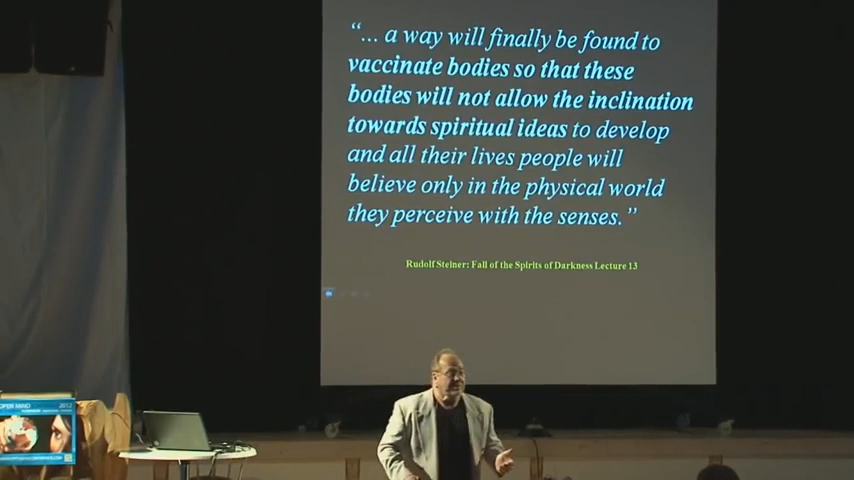 “... a way will finally be found to
vaccinate bodies so that these
bodies will not allow the inclination
towards spiritual ideas to develop
and all their lives people will
believe only in the physical world
they perceive with the senses.”
Rudolf Steiner: Fall of the Spirits of Darkness Lecture 13
OPEN MIND 2012